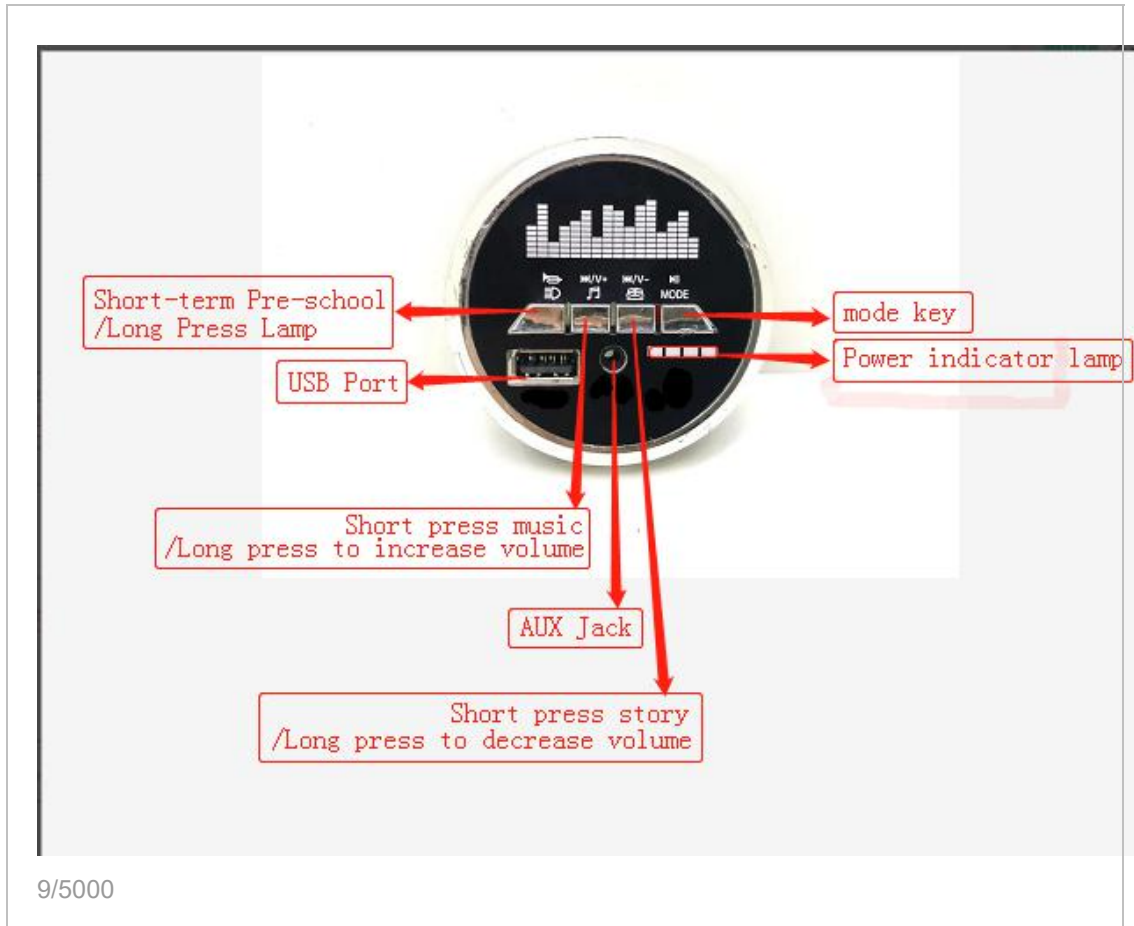 ⏮/V+ ⏮/V- ⏯
MODE
Short-term Pre-school
/Long Press Lamp
mode key
Power indicator lamp
USB Port
Short press music
/Long press to increase volume
AUX Jack
Short press story
/Long press to decrease volume
9/5000